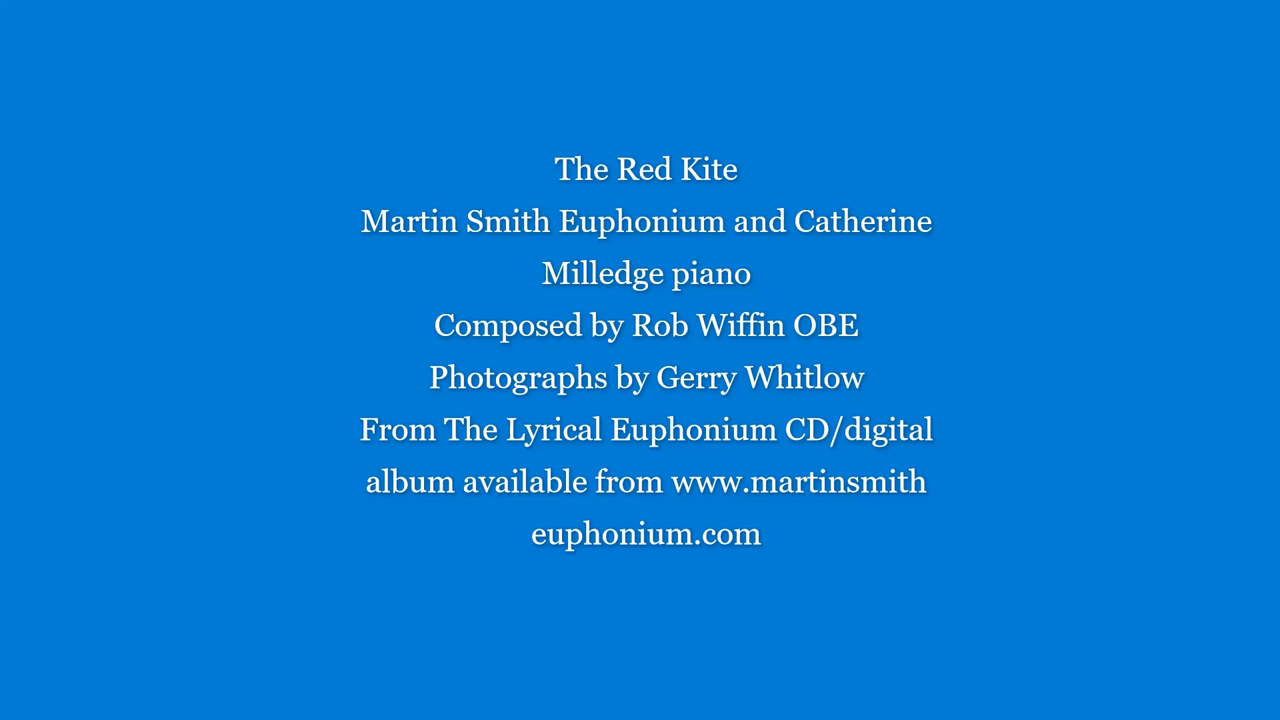 The Red Kite
Martin Smith Euphonium and Catherine
Milledge piano
Composed by Rob Wiffin OBE
Photographs by Gerry Whitlow
From The Lyrical Euphonium CD/digital
album available from www.martinsmith
euphonium.com